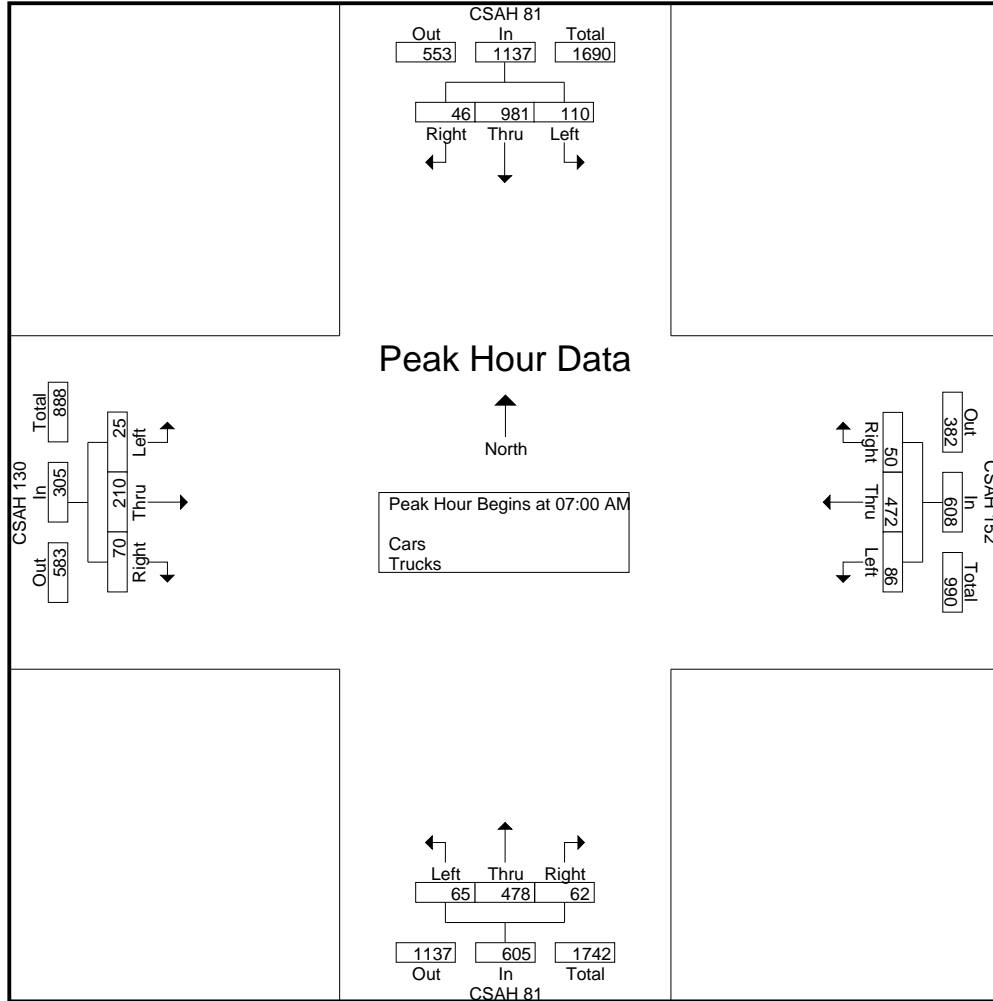 CSAH 81
Out In Total
553 1137 1690
46 981 110
Right Thru Left
Peak Hour Data
North
Peak Hour Begins at 07:00 AM
Cars
Trucks
CSAH 130
Out In Total
583 305 888
70 210 25
Right Thru Left
CSAH 152
Out In Total
382 608 990
50 472 86
Right Thru Left
Left Thru Right
65 478 62
1137 605 1742
Out In Total
CSAH 81